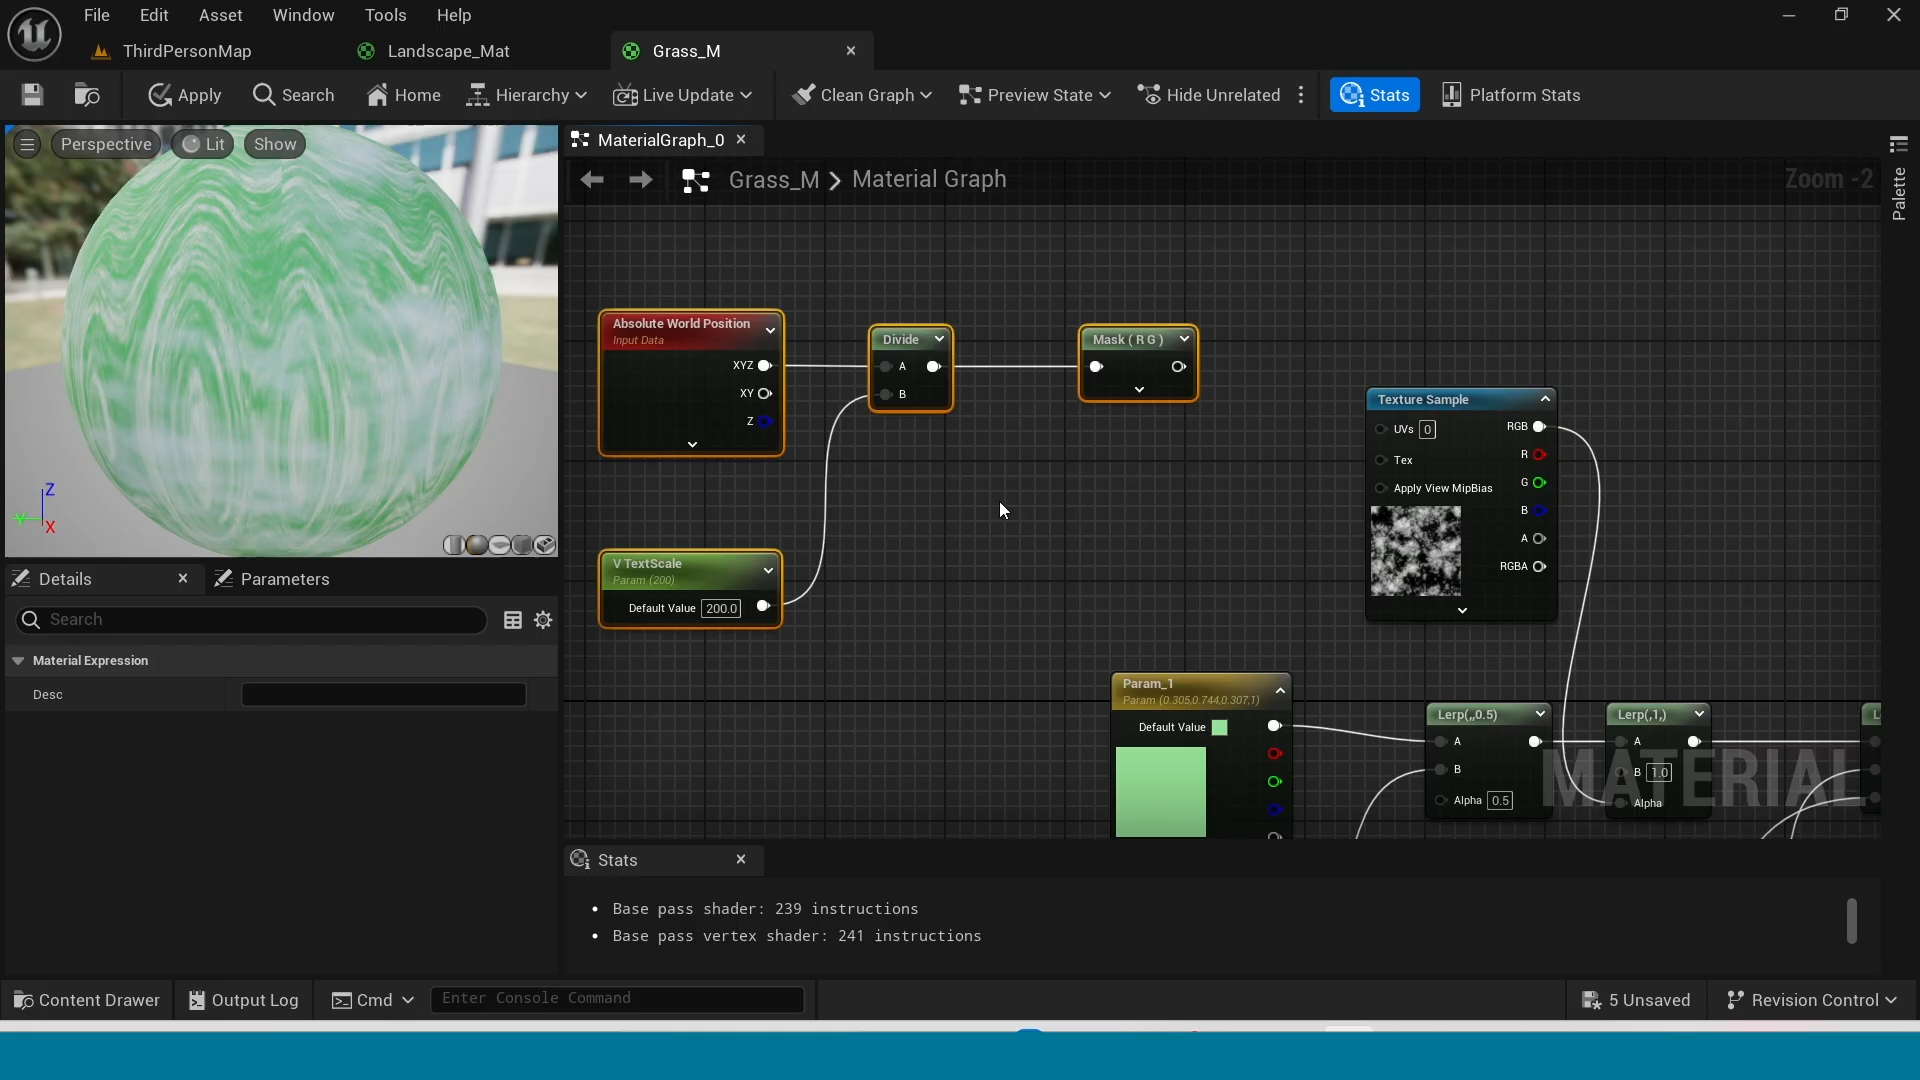 File Edit Asset Window Tools Help
ThirdPersonMap Landscape_Mat Grass_M
Apply Search Home Hierarchy Live Update Clean Graph Preview State Hide Unrelated Stats Platform Stats
Perspective Lit Show
MaterialGraph_0
Grass_M > Material Graph
Zoom -2
Palette
Absolute World Position
Input Data
XYZ
XY
Z
Divide
A
B
Mask ( R G )
Texture Sample
UVs 0 RGB
R
Tex
G
Apply View MipBias
B
A
RGBA
V TextScale
Param (200)
Default Value 200.0
Param_1
Param (0.305,0.744,0.307,1)
Default Value
Lerp(,,0.5)
A
B
Alpha 0.5
Lerp(,1,)
A
B 1.0
Alpha
MATERIAL
Z
Y
X
Details Parameters
Search
Material Expression
Desc
Stats
• Base pass shader: 239 instructions
• Base pass vertex shader: 241 instructions
Content Drawer Output Log Cmd Enter Console Command 5 Unsaved Revision Control